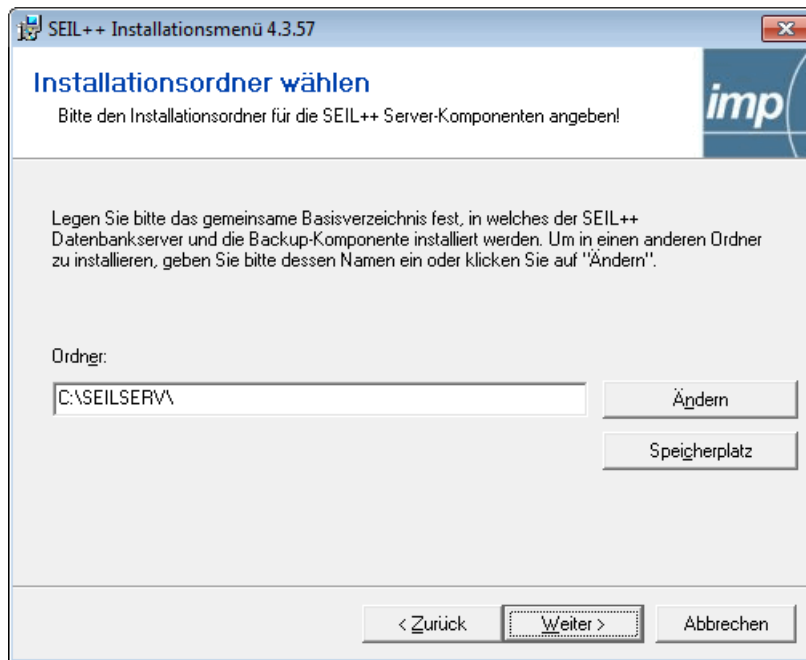 SEIL++ Installationsmenü 4.3.57
Installationsordner wählen
Bitte den Installationsordner für die SEIL++ Server-Komponenten angeben!
imp
Legen Sie bitte das gemeinsame Basisverzeichnis fest, in welches der SEIL++
Datenbankserver und die Backup-Komponente installiert werden. Um in einen anderen Ordner
zu installieren, geben Sie bitte dessen Namen ein oder klicken Sie auf "Ändern".
Ordner:
C:\SEILSERV\
Ändern
Speicherplatz
< Zurück
Weiter >
Abbrechen